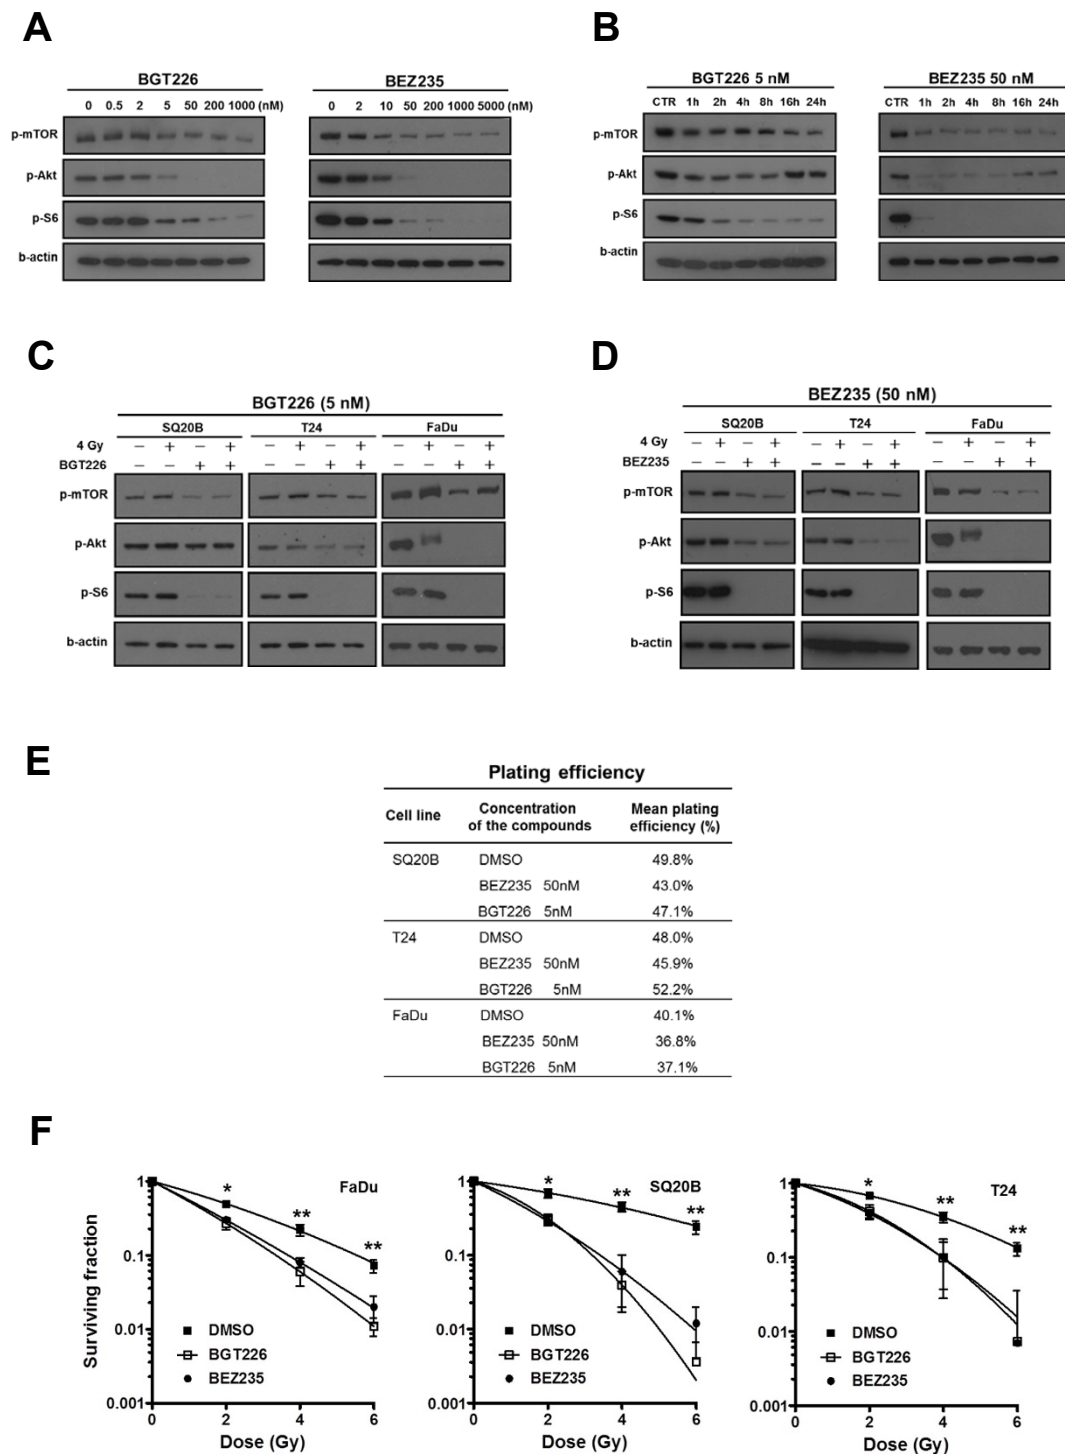 A
BGT226
BEZ235
0 0.5 2 5 50 200 1000 (nM)
0 2 10 50 200 1000 5000 (nM)
p-mTOR
p-Akt
p-S6
b-actin
B
BGT226 5 nM
BEZ235 50 nM
CTR 1h 2h 4h 8h 16h 24h
CTR 1h 2h 4h 8h 16h 24h
p-mTOR
p-Akt
p-S6
b-actin
C
BGT226 (5 nM)
SQ20B T24 FaDu
4 Gy − + − + − + − + − + − +
BGT226 − − + + − − + + − − + +
p-mTOR
p-Akt
p-S6
b-actin
D
BEZ235 (50 nM)
SQ20B T24 FaDu
4 Gy − + − + − + − + − + − +
BEZ235 − − + + − − + + − − + +
p-mTOR
p-Akt
p-S6
b-actin
E
Plating efficiency
Cell line Concentration of the compounds Mean plating efficiency (%)
SQ20B DMSO 49.8%
BEZ235 50nM 43.0%
BGT226 5nM 47.1%
T24 DMSO 48.0%
BEZ235 50nM 45.9%
BGT226 5nM 52.2%
FaDu DMSO 40.1%
BEZ235 50nM 36.8%
BGT226 5nM 37.1%
F
Surviving fraction
1
0.1
0.01
0.001
FaDu
*
**
**
DMSO
BGT226
BEZ235
0 2 4 6
Dose (Gy)
1
0.1
0.01
0.001
SQ20B
*
**
**
DMSO
BGT226
BEZ235
0 2 4 6
Dose (Gy)
1
0.1
0.01
0.001
T24
*
**
**
DMSO
BGT226
BEZ235
0 2 4 6
Dose (Gy)